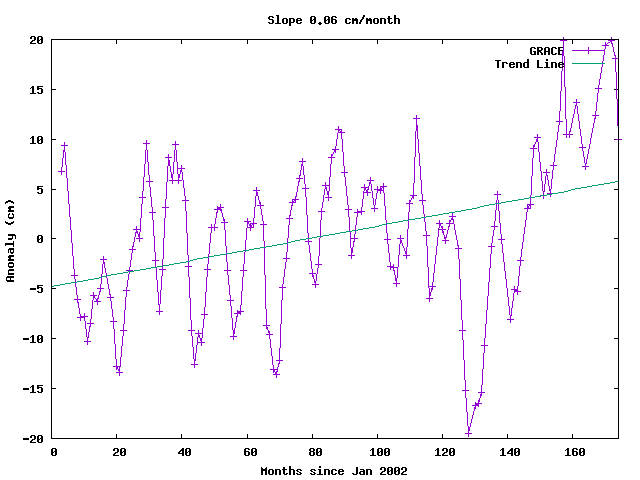 Slope 0.06 cm/month
GRACE
Trend Line
20
15
10
5
0
-5
-10
-15
-20
Anomaly (cm)
0 20 40 60 80 100 120 140 160
Months since Jan 2002